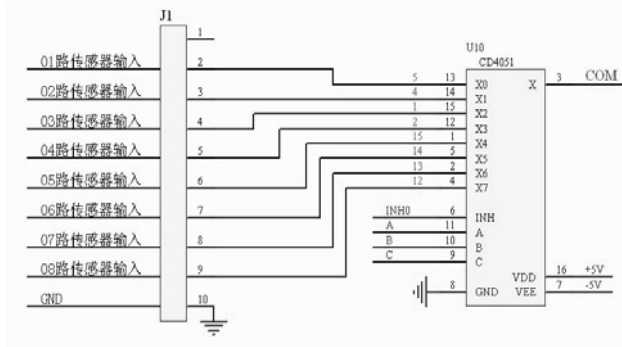 J1
1
U10
CD4051
01路传感器输入 2 5 13 X0 X 3 COM
02路传感器输入 3 4 14 X1
1 15 X2
03路传感器输入 4 2 12 X3
04路传感器输入 5 15 1 X4
14 5 X5
05路传感器输入 6 13 2 X6
12 4 X7
06路传感器输入 7 INH0 6 INH
A 11 A
07路传感器输入 8 B 10 B
C 9 C
08路传感器输入 9 VDD 16 +5V
GND 10 8 GND VEE 7 -5V